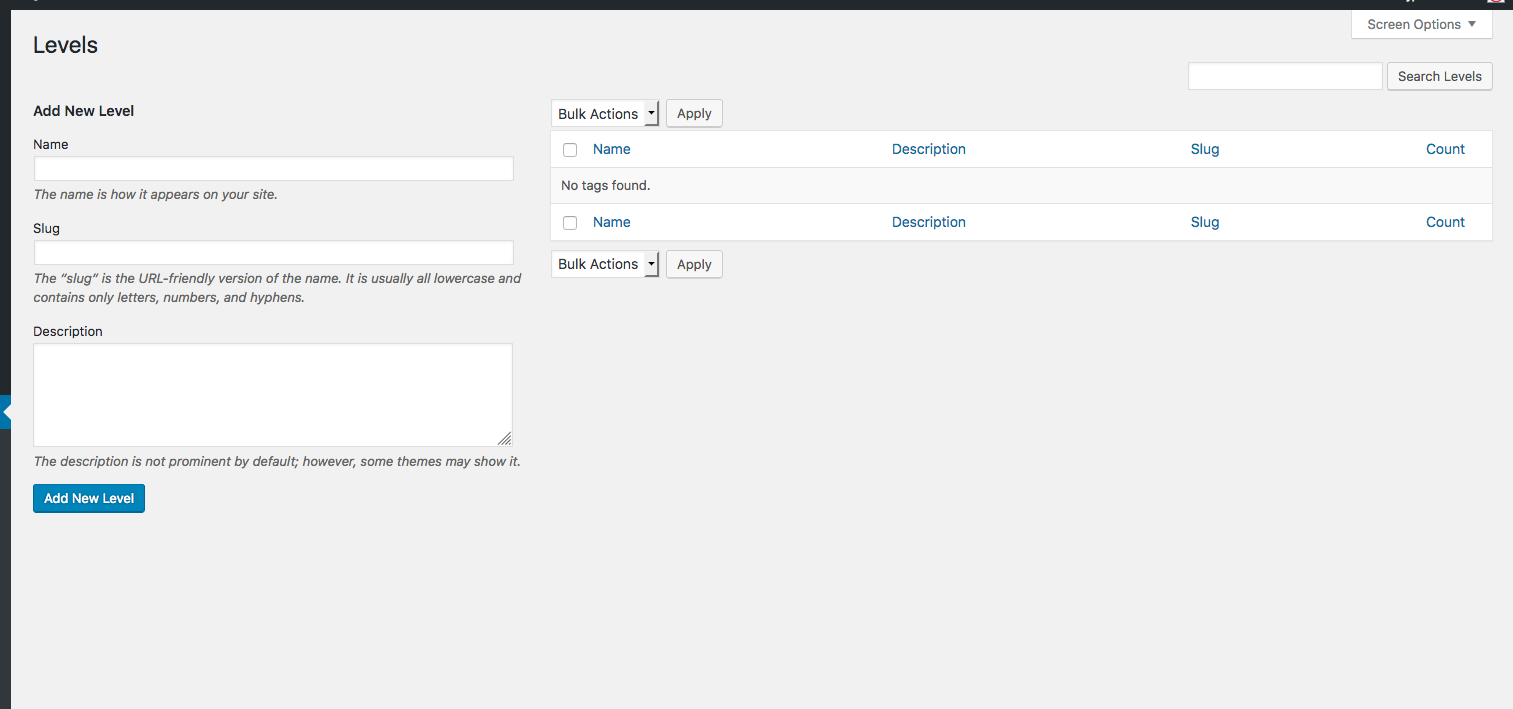 Screen Options
Levels
Search Levels
Add New Level
Name
The name is how it appears on your site.
Slug
The “slug” is the URL-friendly version of the name. It is usually all lowercase and
contains only letters, numbers, and hyphens.
Description
The description is not prominent by default; however, some themes may show it.
Add New Level
Bulk Actions Apply
Name Description Slug Count
No tags found.
Name Description Slug Count
Bulk Actions Apply